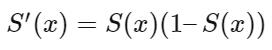 S′(x) = S(x)(1–S(x))